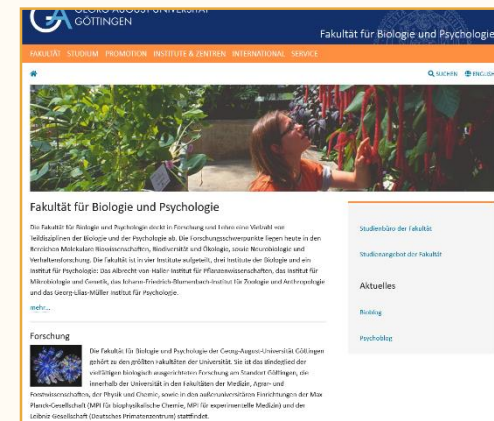 GEORG-AUGUST-UNIVERSITÄT
GÖTTINGEN
Fakultät für Biologie und Psychologie
FAKULTÄT STUDIUM PROMOTION INSTITUTE & ZENTREN INTERNATIONAL SERVICE
SUCHEN ENGLISH
Fakultät für Biologie und Psychologie
Die Fakultät für Biologie und Psychologie deckt in Forschung und Lehre eine Vielzahl von
Teildisziplinen der Biologie und der Psychologie ab. Die Forschungsschwerpunkte liegen heute in den
Bereichen Molekulare Biowissenschaften, Biodiversität und Ökologie, sowie Neurobiologie und
Verhaltensforschung. Die Fakultät ist in vier Institute aufgeteilt, drei Institute der Biologie und ein
Institut für Psychologie: Das Albrecht-von-Haller Institut für Pflanzenwissenschaften, das Institut für
Mikrobiologie und Genetik, das Johann-Friedrich-Blumenbach-Institut für Zoologie und Anthropologie
und das Georg-Elias-Müller Institut für Psychologie.
mehr...
Studienbüro der Fakultät
Studienangebot der Fakultät
Aktuelles
Bioblog
Psychoblog
Forschung
Die Fakultät für Biologie und Psychologie der Georg-August-Universität Göttingen
gehört zu den größten Fakultäten der Universität. Sie ist das Bindeglied der
vielfältigen biologisch ausgerichteten Forschung am Standort Göttingen, die
innerhalb der Universität in den Fakultäten der Medizin, Agrar- und
Forstwissenschaften, der Physik und Chemie, sowie in den außeruniversitären Einrichtungen der Max
Planck-Gesellschaft (MPI für biophysikalische Chemie, MPI für experimentelle Medizin) und der
Leibniz Gesellschaft (Deutsches Primatenzentrum) stattfindet.